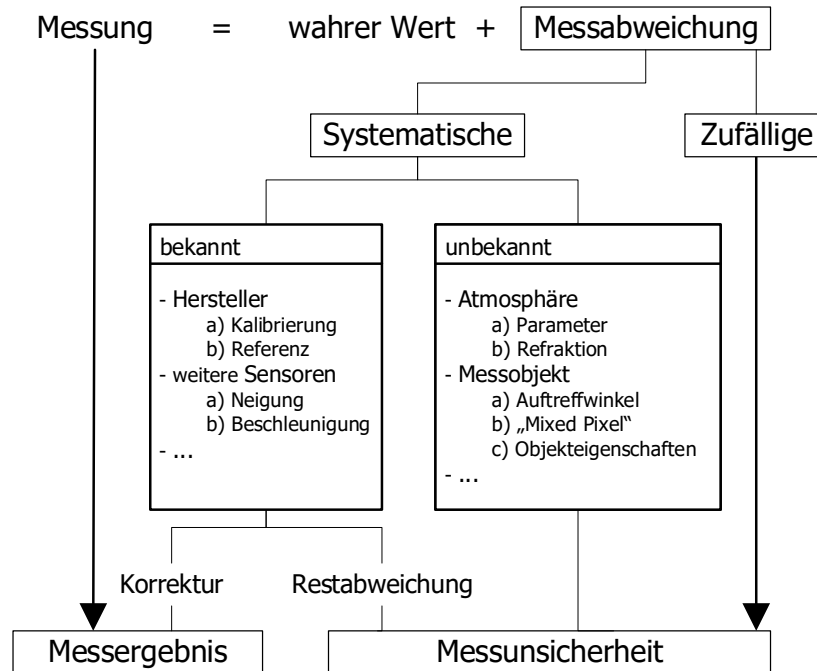 Messung = wahrer Wert + Messabweichung
Systematische
Zufällige
bekannt
- Hersteller
a) Kalibrierung
b) Referenz
- weitere Sensoren
a) Neigung
b) Beschleunigung
- ...
unbekannt
- Atmosphäre
a) Parameter
b) Refraktion
- Messobjekt
a) Auftreffwinkel
b) „Mixed Pixel“
c) Objekteigenschaften
- ...
Korrektur
Restabweichung
Messergebnis
Messunsicherheit